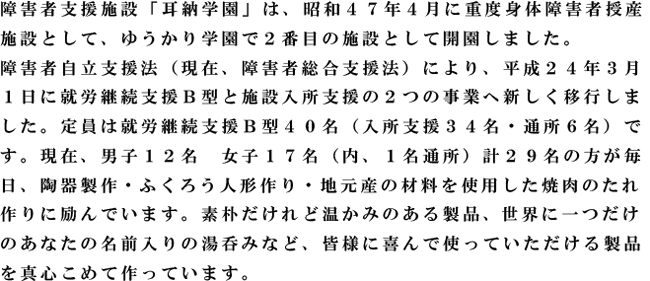 障害者支援施設「耳納学園」は、昭和４７年４月に重度身体障害者授産
施設として、ゆうかり学園で２番目の施設として開園しました。
障害者自立支援法（現在、障害者総合支援法）により、平成２４年３月
１日に就労継続支援Ｂ型と施設入所支援の２つの事業へ新しく移行しま
した。定員は就労継続支援Ｂ型４０名（入所支援３４名・通所６名）で
す。現在、男子１２名　女子１７名（内、１名通所）計２９名の方が毎
日、陶器製作・ふくろう人形作り・地元産の材料を使用した焼肉のたれ
作りに励んでいます。素朴だけれど温かみのある製品、世界に一つだけ
のあなたの名前入りの湯呑みなど、皆様に喜んで使っていただける製品
を真心こめて作っています。